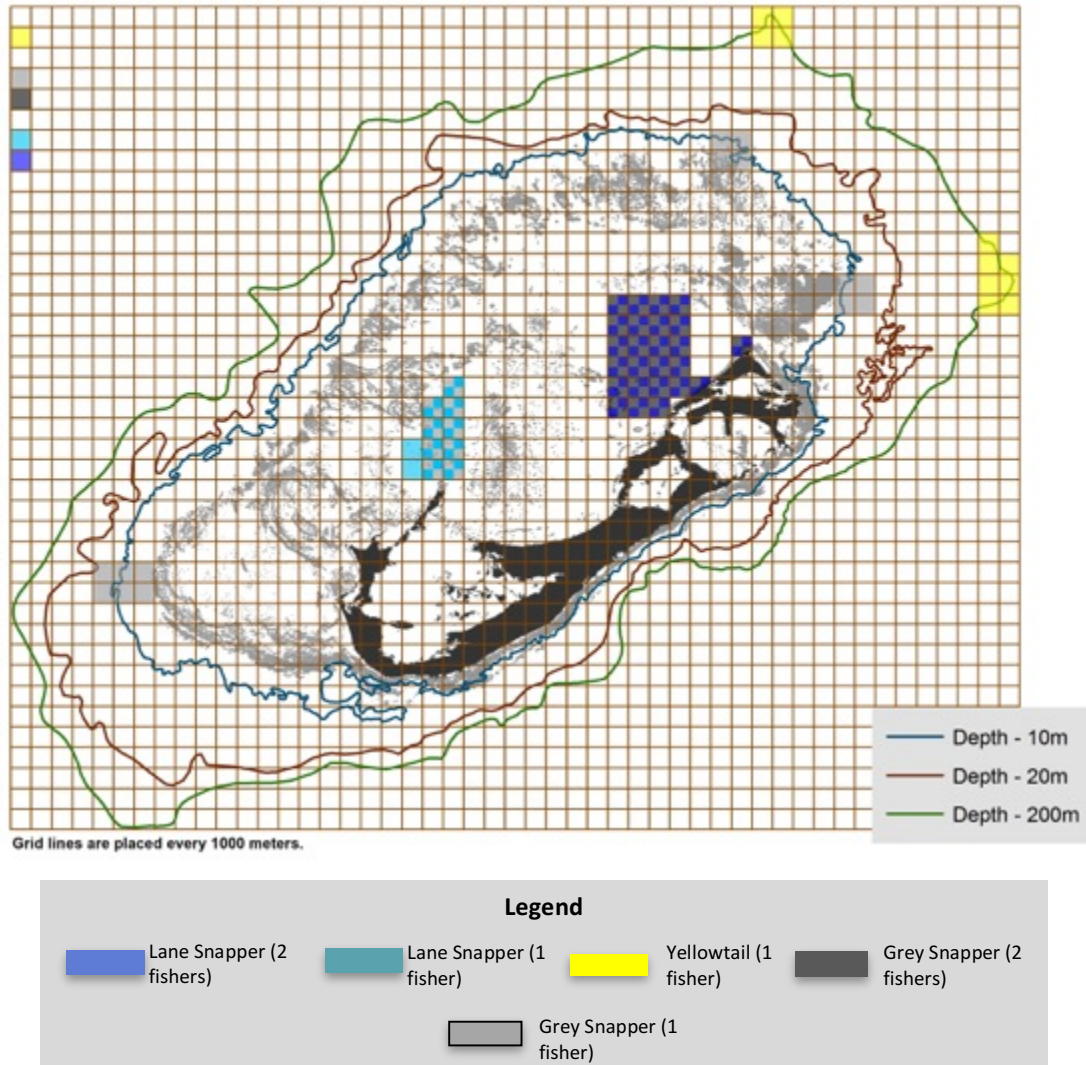 Depth - 10m
Depth - 20m
Depth - 200m
Grid lines are placed every 1000 meters.
Legend
Lane Snapper (2
fishers)
Lane Snapper (1
fisher)
Yellowtail (1
fisher)
Grey Snapper (2
fishers)
Grey Snapper (1
fisher)